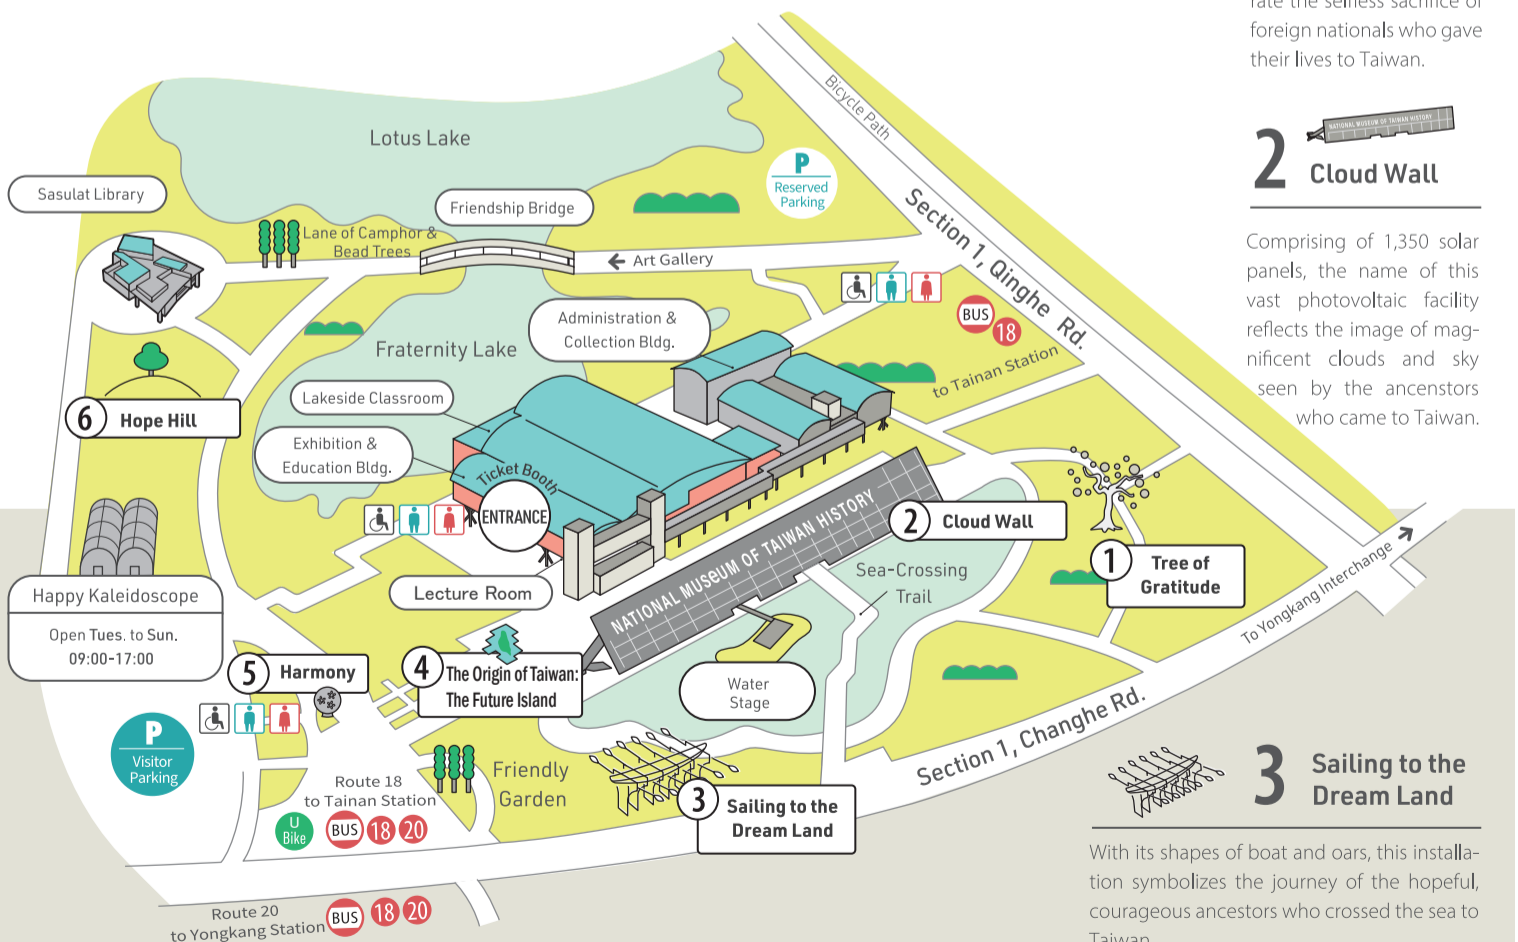 rate the selfless sacrifice of
foreign nationals who gave
their lives to Taiwan.
NATIONAL MUSEUM OF TAIWAN HISTORY
2
Cloud Wall
Comprising of 1,350 solar
panels, the name of this
vast photovoltaic facility
reflects the image of mag-
nificent clouds and sky
seen by the ancenstors
who came to Taiwan.
Bicycle Path
Lotus Lake
P
Reserved
Parking
Sasulat Library
Friendship Bridge
Section 1, Qinghe Rd.
Lane of Camphor &
Bead Trees
← Art Gallery
BUS
18
to Tainan Station
Administration &
Collection Bldg.
Fraternity Lake
Lakeside Classroom
6
Hope Hill
Exhibition &
Education Bldg.
Ticket Booth
ENTRANCE
NATIONAL MUSEUM OF TAIWAN HISTORY
2
Cloud Wall
1
Tree of
Gratitude
Sea-Crossing
Trail
To Yongkang Interchange
Lecture Room
Happy Kaleidoscope
Open Tues. to Sun.
09:00-17:00
5
Harmony
4
The Origin of Taiwan:
The Future Island
Water
Stage
Section 1, Changhe Rd.
P
Visitor
Parking
Friendly
Garden
Route 18
to Tainan Station
U
Bike
BUS
18
20
3
Sailing to the
Dream Land
Route 20
to Yongkang Station
BUS
18
20
3
Sailing to the
Dream Land
With its shapes of boat and oars, this installa-
tion symbolizes the journey of the hopeful,
courageous ancestors who crossed the sea to
Taiwan